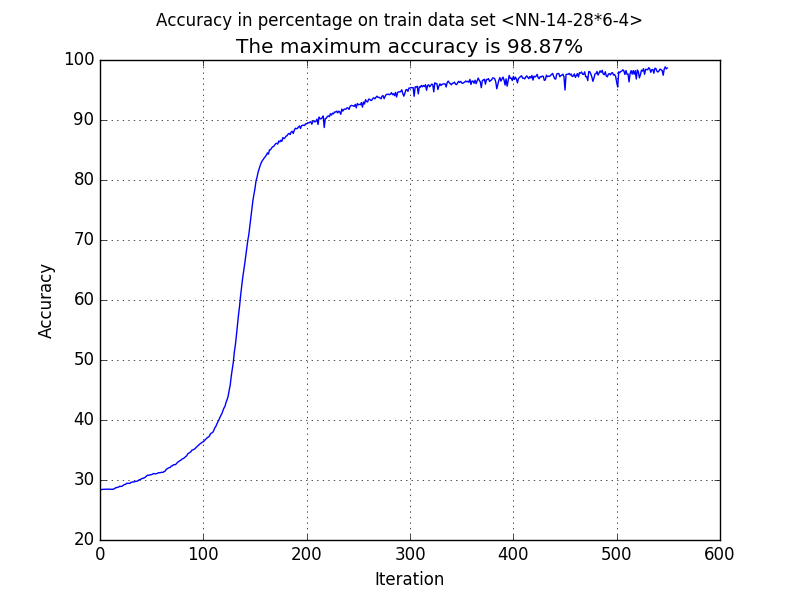 Accuracy in percentage on train data set <NN-14-28*6-4>
The maximum accuracy is 98.87%
100
90
80
70
60
50
40
30
20
Accuracy
0 100 200 300 400 500 600
Iteration